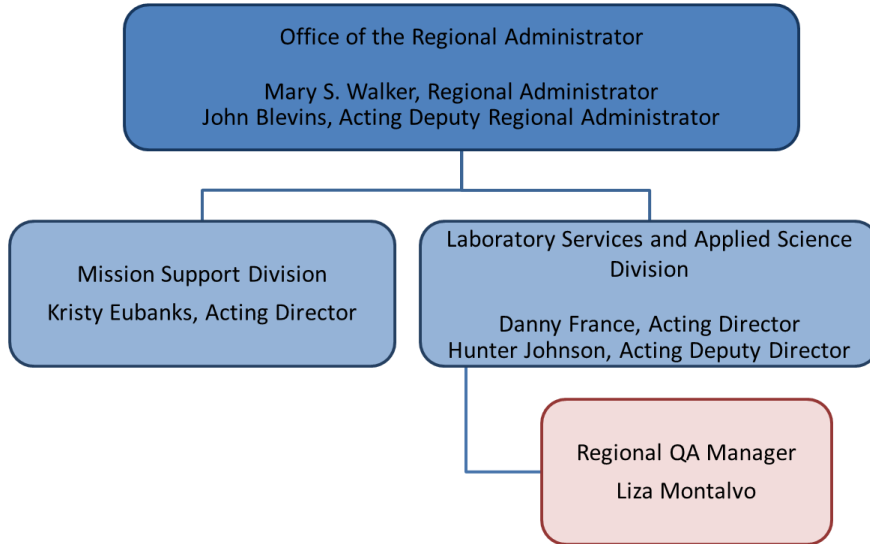 Office of the Regional Administrator
Mary S. Walker, Regional Administrator
John Blevins, Acting Deputy Regional Administrator
Mission Support Division
Kristy Eubanks, Acting Director
Laboratory Services and Applied Science
Division
Danny France, Acting Director
Hunter Johnson, Acting Deputy Director
Regional QA Manager
Liza Montalvo